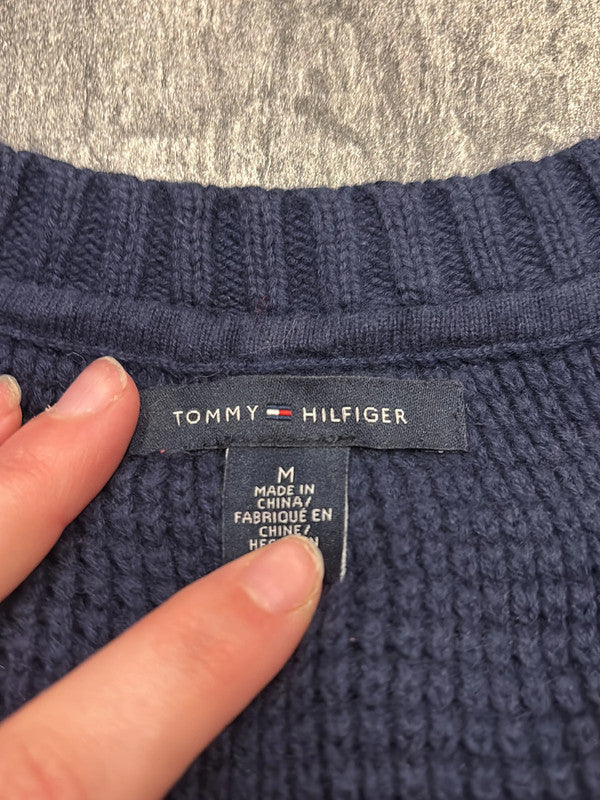 TOMMY HILFIGER
M
MADE IN
CHINA/
FABRIQUÉ EN
CHINE/